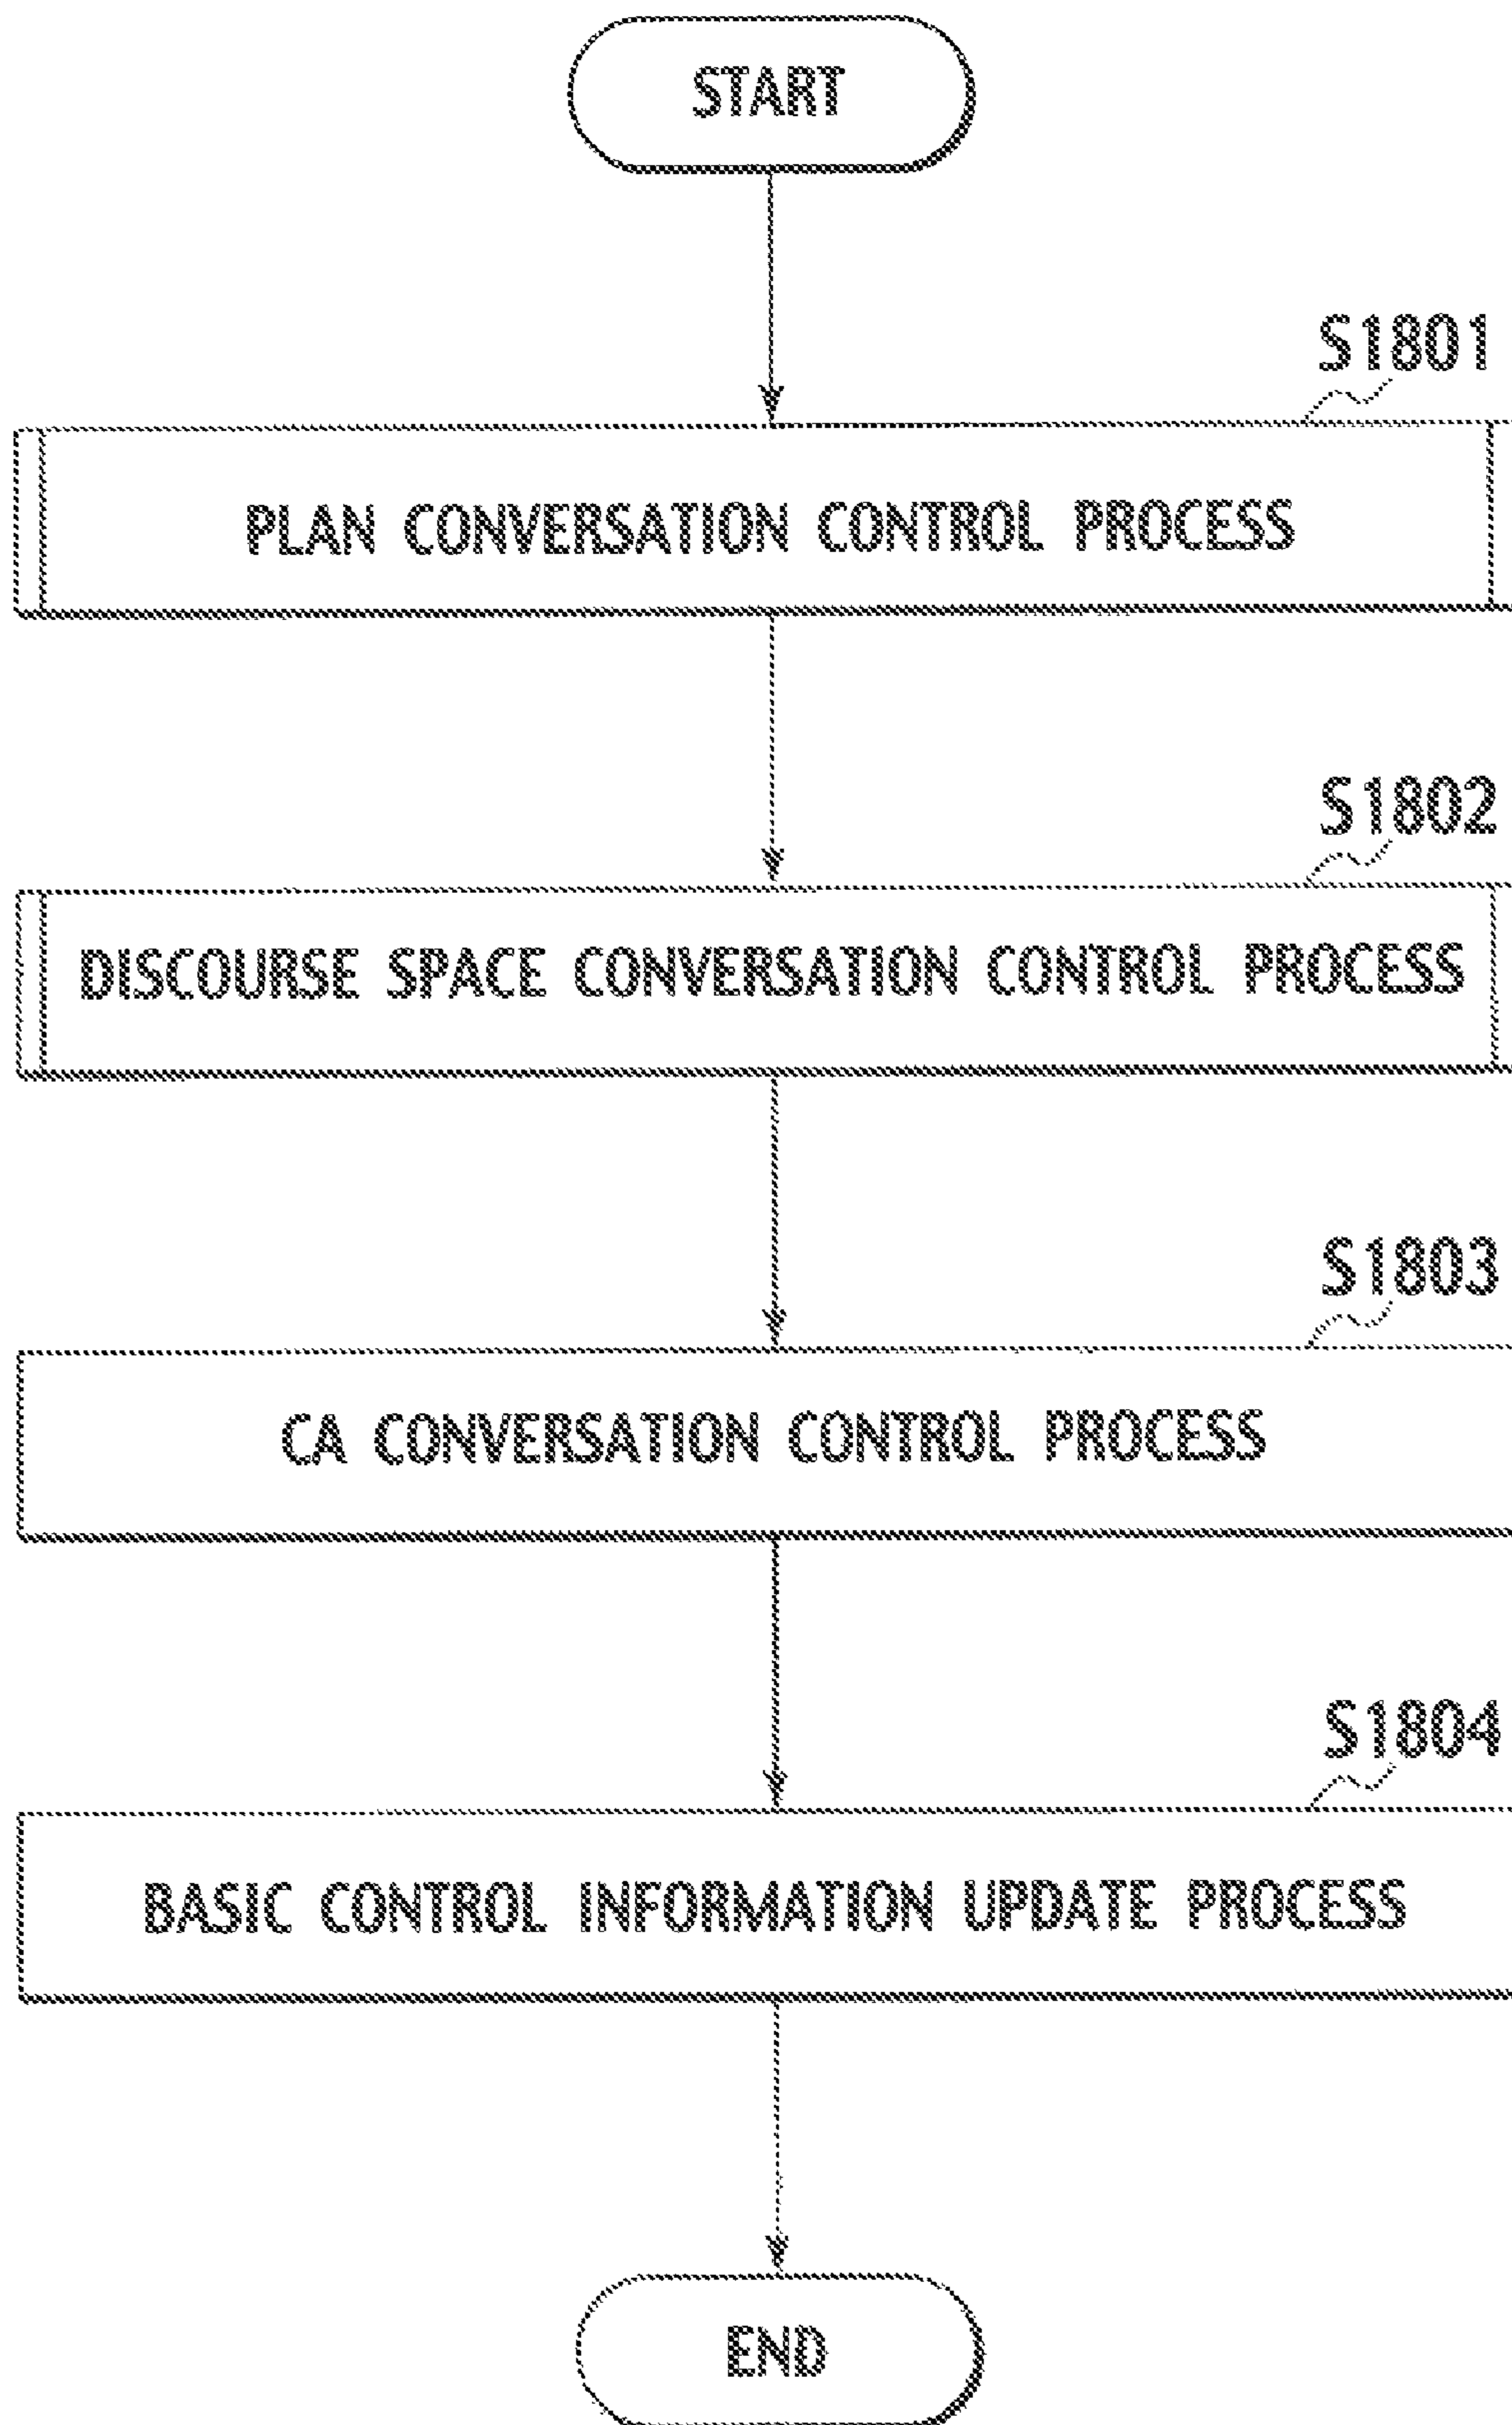 START
S1801
PLAN CONVERSATION CONTROL PROCESS
S1802
DISCOURSE SPACE CONVERSATION CONTROL PROCESS
S1803
CA CONVERSATION CONTROL PROCESS
S1804
BASIC CONTROL INFORMATION UPDATE PROCESS
END